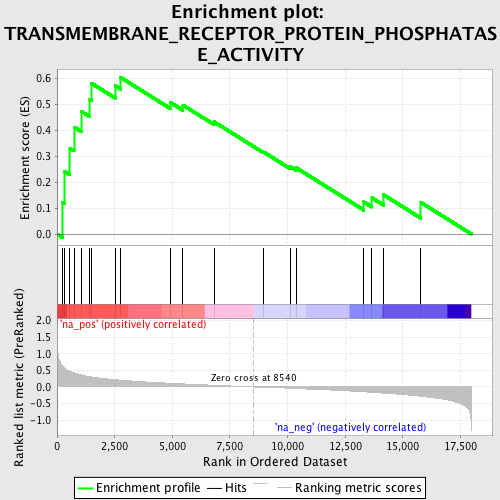 Enrichment plot:
TRANSMEMBRANE_RECEPTOR_PROTEIN_PHOSPHATAS
E_ACTIVITY
Enrichment score (ES)
0.6
0.5
0.4
0.3
0.2
0.1
0.0
'na_pos' (positively correlated)
Ranked list metric (PreRanked)
2.0
1.5
1.0
0.5
0.0
-0.5
-1.0
Zero cross at 8540
'na_neg' (negatively correlated)
0 2,500 5,000 7,500 10,000 12,500 15,000 17,500
Rank in Ordered Dataset
Enrichment profile Hits Ranking metric scores